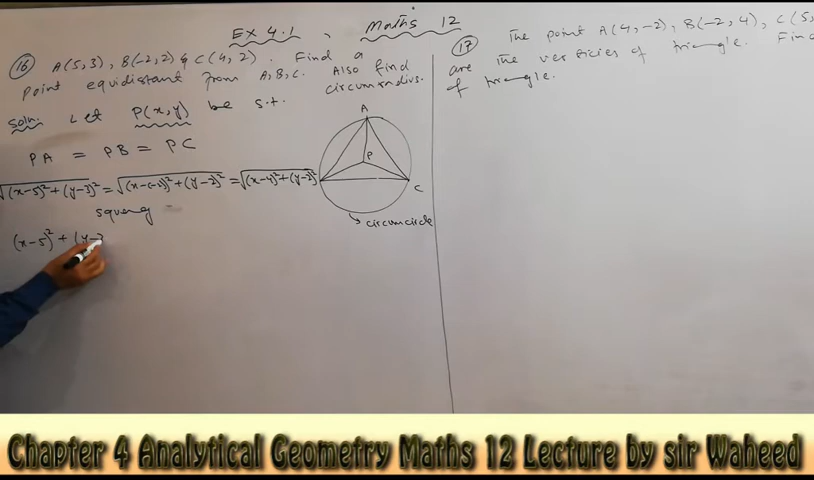 Ex 4.1 , Maths 12
(16) A(5,3), B(-2,2) & C(4,2). Find a
point equidistant from A, B, C. Also find
circumradius.
Soln. Let P(x,y) be s.t.
PA = PB = PC
√(x-5)²+(y-3)² = √(x-(-2))²+(y-2)² = √(x-4)²+(y-2)²
squaring
(x-5)² + (y-
A
P
C
circumcircle
(17) The point A(4,-2), B(-2,4), C(5,
are the verticies of triangle. Find
of triangle.
Chapter 4 Analytical Geometry Maths 12 Lecture by sir Waheed